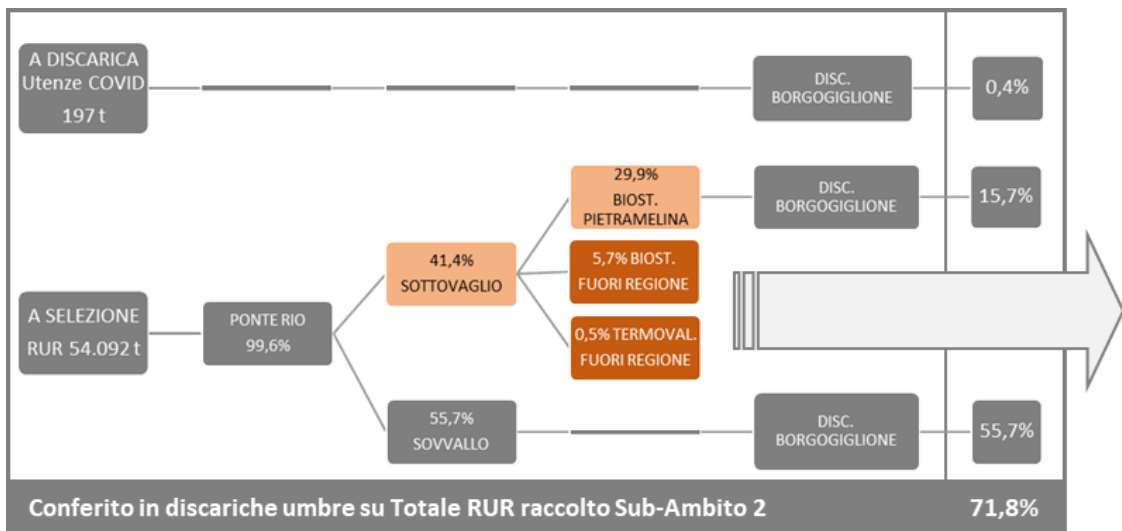 A DISCARICA
Utenze COVID
197 t
DISC.
BORGOGIGLIONE
0,4%
29,9%
BIOST.
PIETRAMELINA
DISC.
BORGOGIGLIONE
15,7%
41,4%
SOTTOVAGLIO
5,7% BIOST.
FUORI REGIONE
A SELEZIONE
RUR 54.092 t
PONTE RIO
99,6%
0,5% TERMOVAL.
FUORI REGIONE
55,7%
SOVVALLO
DISC.
BORGOGIGLIONE
55,7%
Conferito in discariche umbre su Totale RUR raccolto Sub-Ambito 2 71,8%